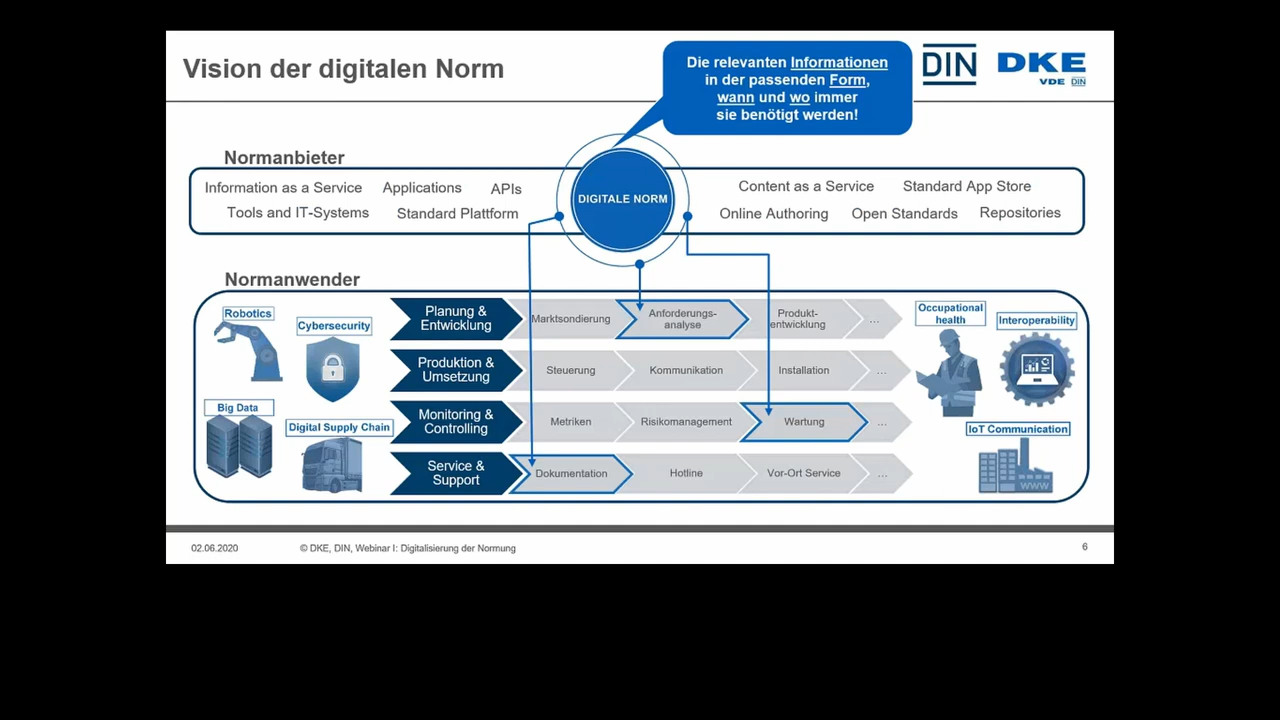 Vision der digitalen Norm
Die relevanten Informationen
in der passenden Form,
wann und wo immer
sie benötigt werden!
DIN
DKE
VDE DIN
Normanbieter
Information as a Service
Applications
APIs
Tools and IT-Systems
Standard Plattform
DIGITALE NORM
Content as a Service
Standard App Store
Online Authoring
Open Standards
Repositories
Normanwender
Robotics
Cybersecurity
Big Data
Digital Supply Chain
Planung &
Entwicklung
Marktsondierung
Anforderungs-
analyse
Produkt-
entwicklung
...
Produktion &
Umsetzung
Steuerung
Kommunikation
Installation
...
Monitoring &
Controlling
Metriken
Risikomanagement
Wartung
...
Service &
Support
Dokumentation
Hotline
Vor-Ort Service
...
Occupational
health
Interoperability
IoT Communication
WWW
02.06.2020
© DKE, DIN, Webinar I: Digitalisierung der Normung
6